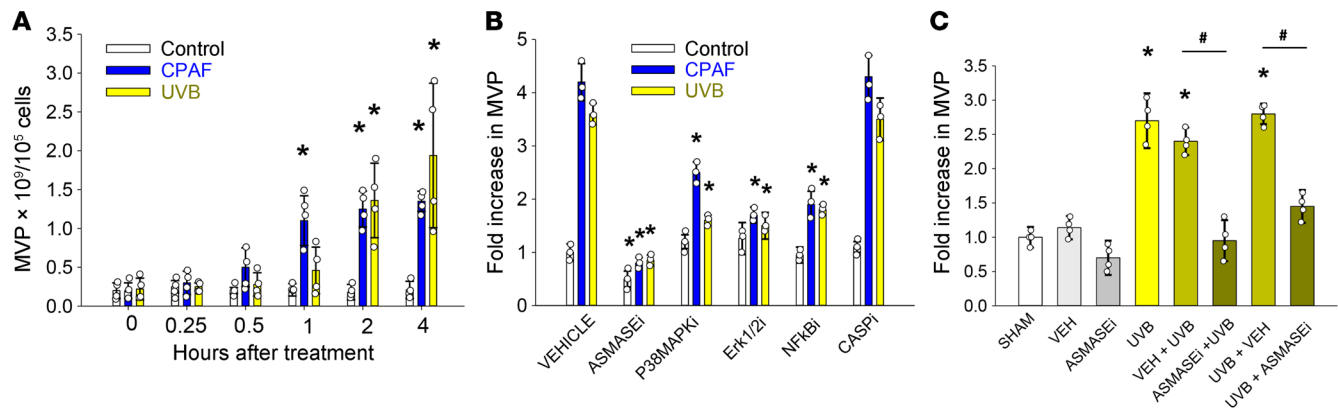 A
MVP × 10⁹/10⁵ cells
3.5
3.0
2.5
2.0
1.5
1.0
0.5
0.0
Control
CPAF
UVB
*
*
*
*
*
0
0.25
0.5
1
2
4
Hours after treatment
B
Fold increase in MVP
5
4
3
2
1
0
Control
CPAF
UVB
* * *
*
*
* *
* *
VEHICLE
ASMASEi
P38MAPKi
Erk1/2i
NFkBi
CASPi
C
Fold increase in MVP
3.5
3.0
2.5
2.0
1.5
1.0
0.5
0.0
*
*
#
*
#
SHAM
VEH
ASMASEi
UVB
VEH + UVB
ASMASEi +UVB
UVB + VEH
UVB + ASMASEi